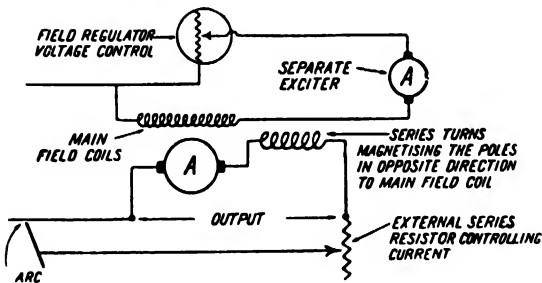 FIELD REGULATOR
VOLTAGE CONTROL
SEPARATE
EXCITER
A
MAIN
FIELD COILS
A
SERIES TURNS
MAGNETISING THE POLES
IN OPPOSITE DIRECTION
TO MAIN FIELD COIL
OUTPUT
EXTERNAL SERIES
RESISTOR CONTROLLING
CURRENT
ARC